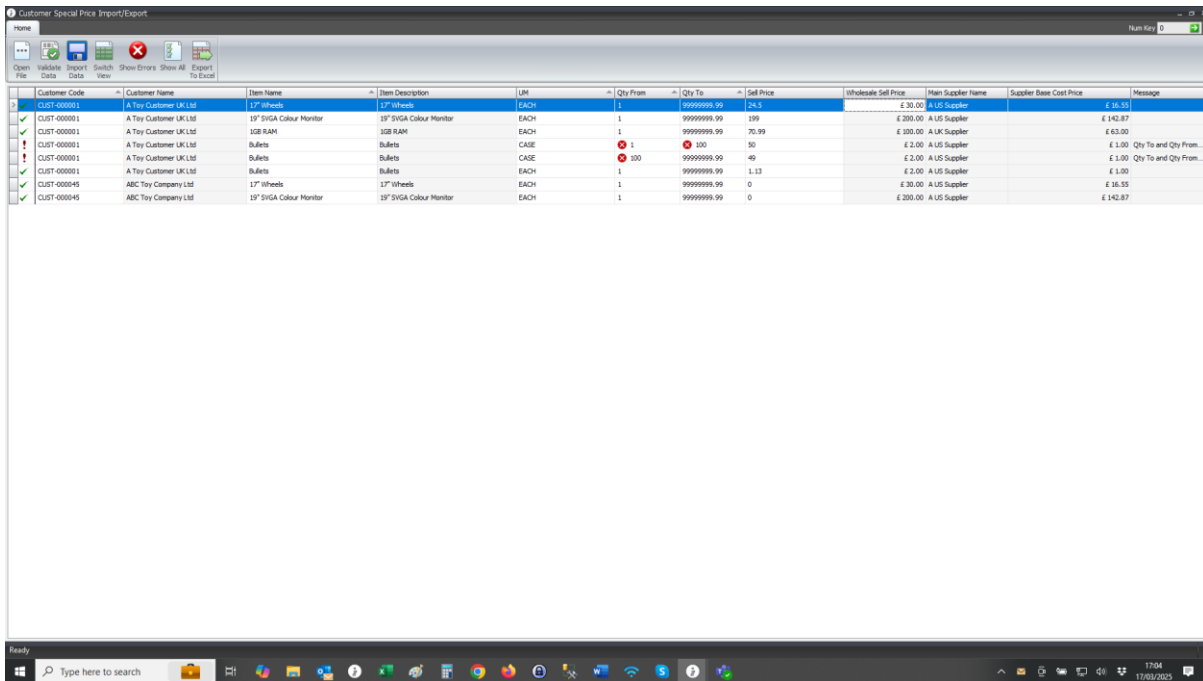 Customer Special Price Import/Export
Home
Num Key 0
Open File
Validate Data
Import Data
Switch View
Show Errors
Show All
Export To Excel
Customer Code Customer Name Item Name Item Description UM Qty From Qty To Sell Price Wholesale Sell Price Main Supplier Name Supplier Base Cost Price Message
CUST-000001 A Toy Customer UK Ltd 17" Wheels 17" Wheels EACH 1 99999999.99 24.5 £ 30.00 A US Supplier £ 16.55
CUST-000001 A Toy Customer UK Ltd 19" SVGA Colour Monitor 19" SVGA Colour Monitor EACH 1 99999999.99 199 £ 200.00 A US Supplier £ 142.87
CUST-000001 A Toy Customer UK Ltd 1GB RAM 1GB RAM EACH 1 99999999.99 70.99 £ 100.00 A UK Supplier £ 63.00
CUST-000001 A Toy Customer UK Ltd Bullets Bullets CASE 1 100 50 £ 2.00 A US Supplier £ 1.00 Qty To and Qty From...
CUST-000001 A Toy Customer UK Ltd Bullets Bullets CASE 100 99999999.99 49 £ 2.00 A US Supplier £ 1.00 Qty To and Qty From...
CUST-000001 A Toy Customer UK Ltd Bullets Bullets EACH 1 99999999.99 1.13 £ 2.00 A US Supplier £ 1.00
CUST-000045 ABC Toy Company Ltd 17" Wheels 17" Wheels EACH 1 99999999.99 0 £ 30.00 A US Supplier £ 16.55
CUST-000045 ABC Toy Company Ltd 19" SVGA Colour Monitor 19" SVGA Colour Monitor EACH 1 99999999.99 0 £ 200.00 A US Supplier £ 142.87
Ready
Type here to search
17:04
17/03/2025